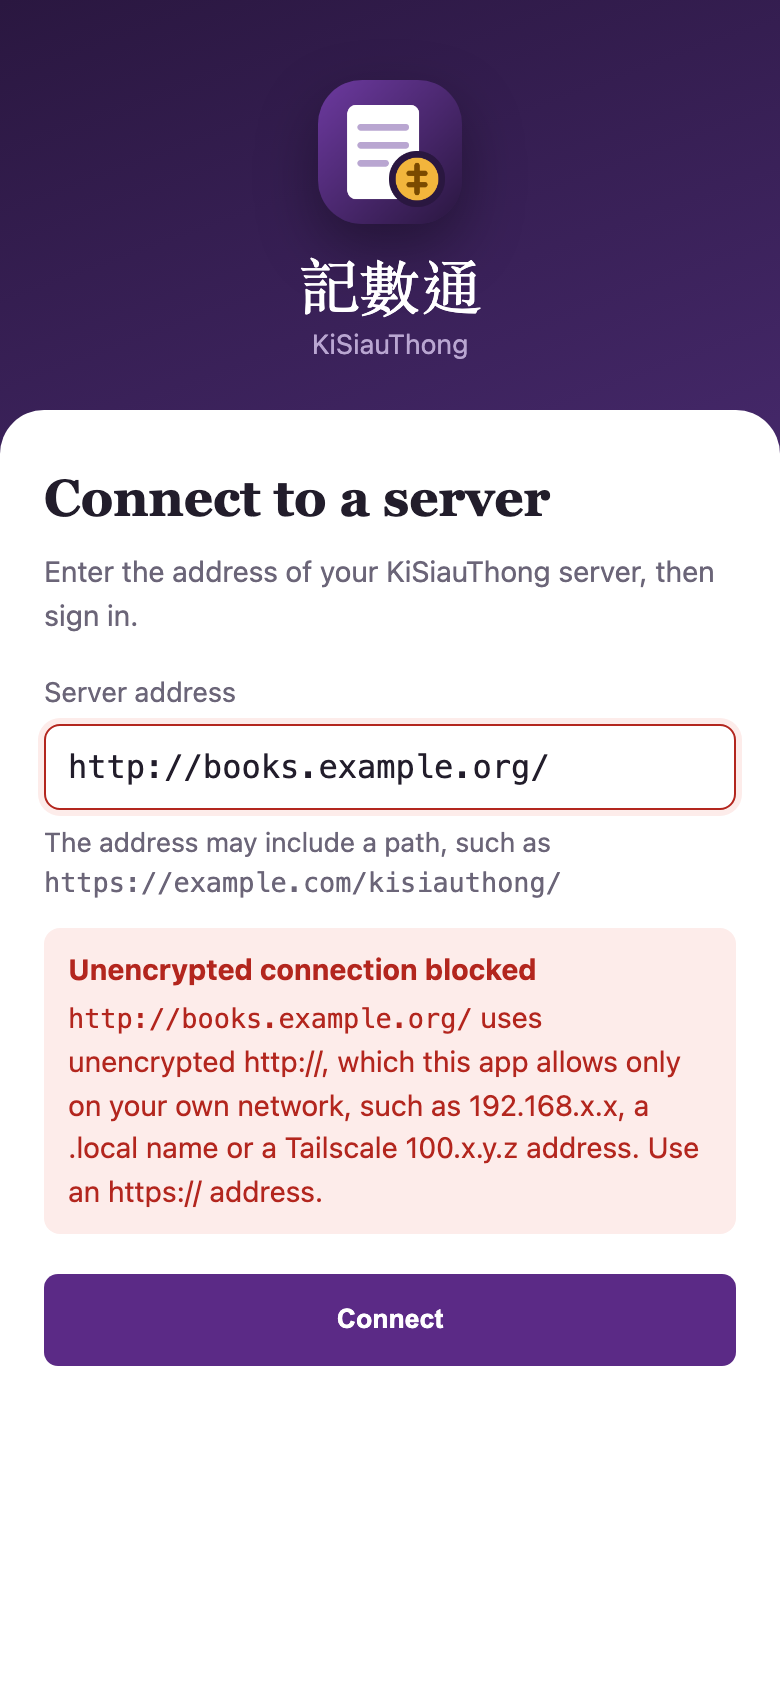 記數通
KiSiauThong
Connect to a server
Enter the address of your KiSiauThong server, then
sign in.
Server address
http://books.example.org/
The address may include a path, such as
https://example.com/kisiauthong/
Unencrypted connection blocked
http://books.example.org/ uses
unencrypted http://, which this app allows only
on your own network, such as 192.168.x.x, a
.local name or a Tailscale 100.x.y.z address. Use
an https:// address.
Connect